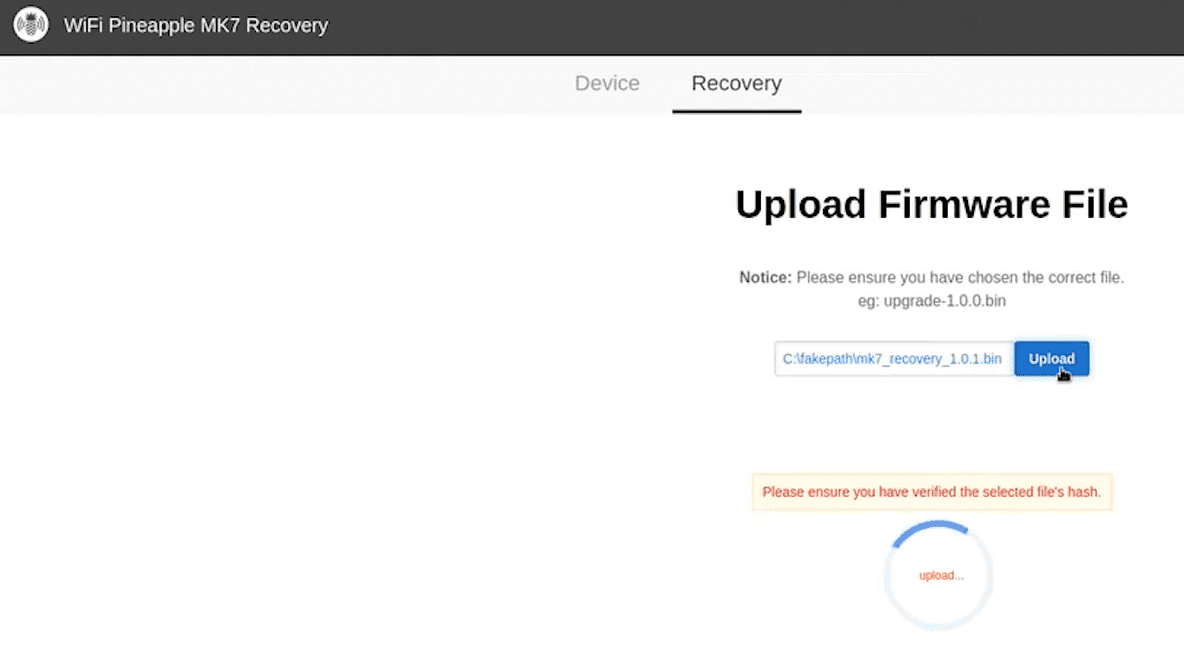 WiFi Pineapple MK7 Recovery
Device
Recovery
Upload Firmware File
Notice: Please ensure you have chosen the correct file.
eg: upgrade-1.0.0.bin
C:\fakepath\mk7_recovery_1.0.1.bin
Upload
Please ensure you have verified the selected file's hash.
upload...